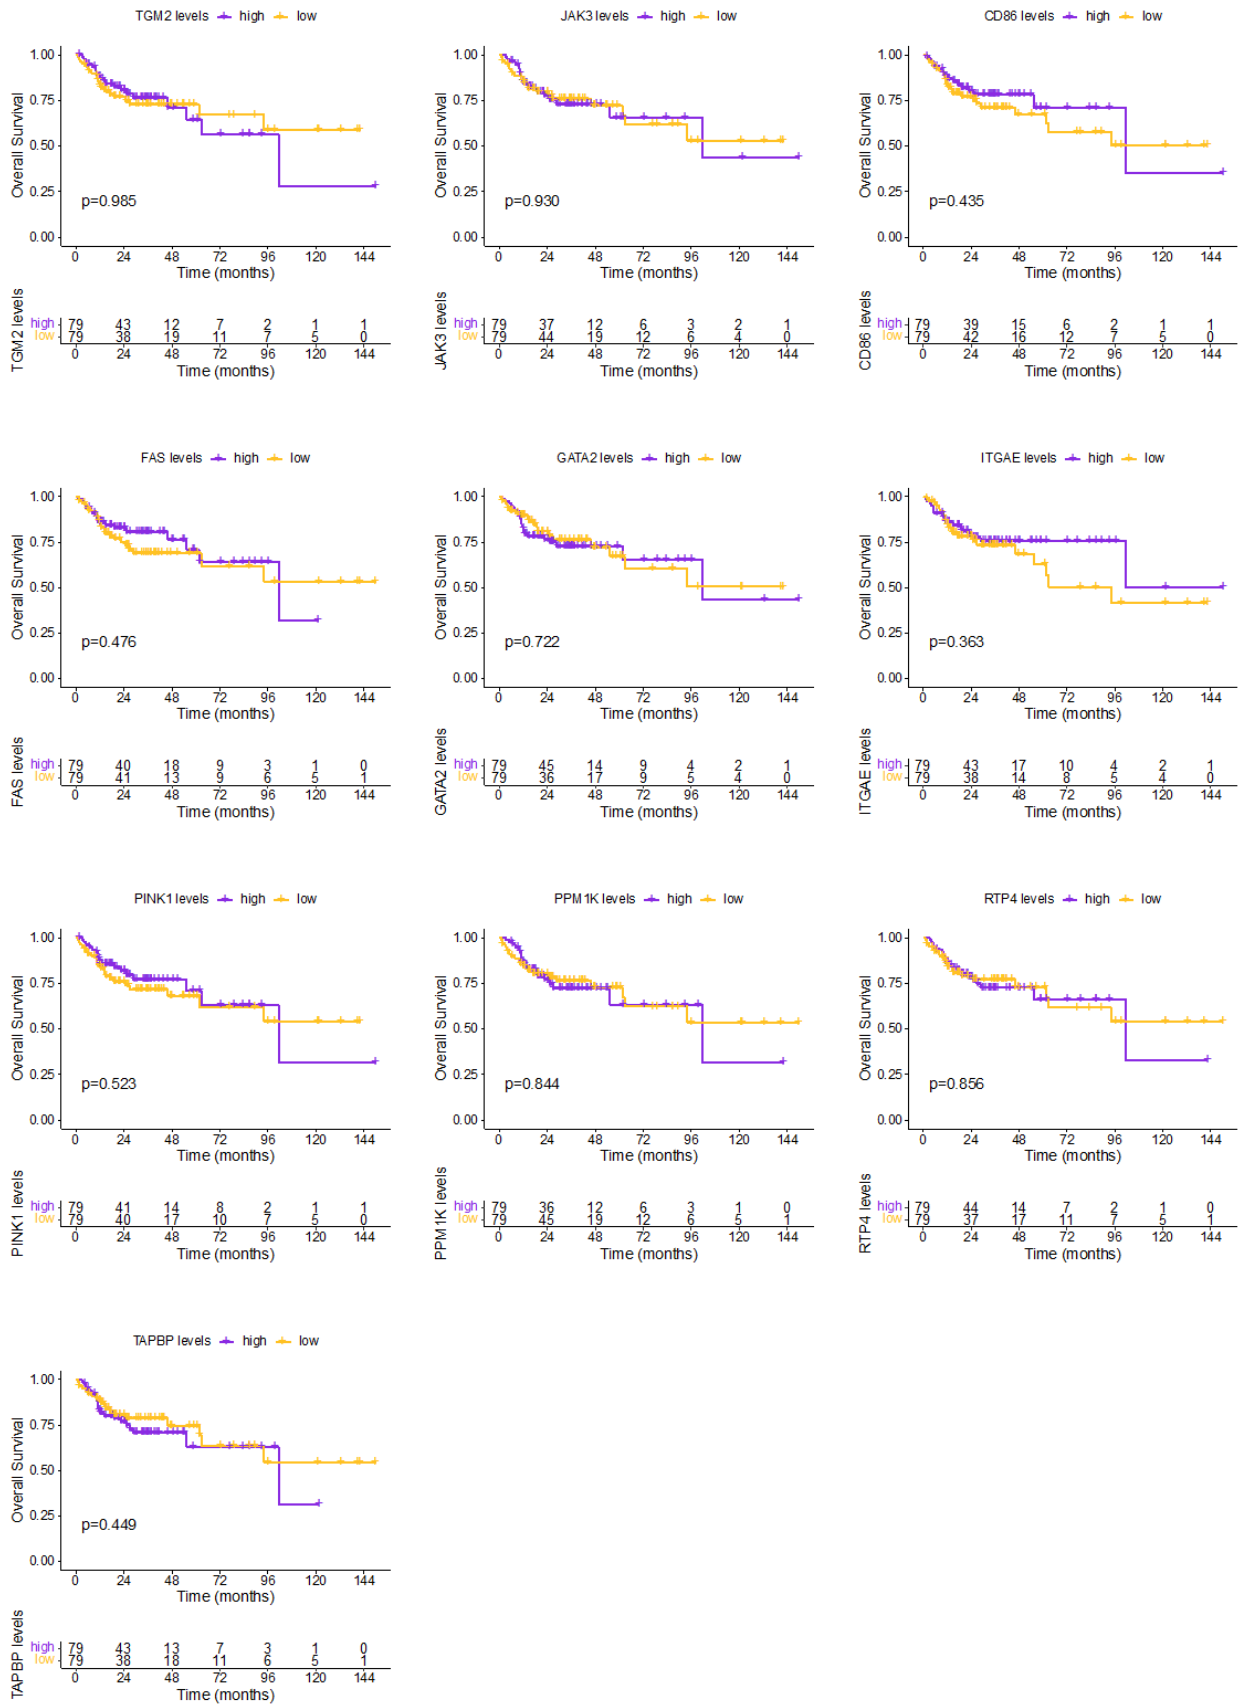 TGM2 levels high low
Overall Survival
1.00
0.75
0.50
0.25
0.00
p=0.985
0 24 48 72 96 120 144
Time (months)
TGM2 levels
high 79 43 12 7 2 1 1
low 79 38 19 11 7 5 0
0 24 48 72 96 120 144
Time (months)
JAK3 levels high low
Overall Survival
1.00
0.75
0.50
0.25
0.00
p=0.930
0 24 48 72 96 120 144
Time (months)
JAK3 levels
high 79 37 12 6 3 2 1
low 79 44 19 12 6 4 0
0 24 48 72 96 120 144
Time (months)
CD86 levels high low
Overall Survival
1.00
0.75
0.50
0.25
0.00
p=0.435
0 24 48 72 96 120 144
Time (months)
CD86 levels
high 79 39 15 6 2 1 1
low 79 42 16 12 7 5 0
0 24 48 72 96 120 144
Time (months)
FAS levels high low
Overall Survival
1.00
0.75
0.50
0.25
0.00
p=0.476
0 24 48 72 96 120 144
Time (months)
FAS levels
high 79 40 18 9 3 1 0
low 79 41 13 9 6 5 1
0 24 48 72 96 120 144
Time (months)
GATA2 levels high low
Overall Survival
1.00
0.75
0.50
0.25
0.00
p=0.722
0 24 48 72 96 120 144
Time (months)
GATA2 levels
high 79 45 14 9 4 2 1
low 79 36 17 9 5 4 0
0 24 48 72 96 120 144
Time (months)
ITGAE levels high low
Overall Survival
1.00
0.75
0.50
0.25
0.00
p=0.363
0 24 48 72 96 120 144
Time (months)
ITGAE levels
high 79 43 17 10 4 2 1
low 79 38 14 8 5 4 0
0 24 48 72 96 120 144
Time (months)
PINK1 levels high low
Overall Survival
1.00
0.75
0.50
0.25
0.00
p=0.523
0 24 48 72 96 120 144
Time (months)
PINK1 levels
high 79 41 14 8 2 1 1
low 79 40 17 10 7 5 0
0 24 48 72 96 120 144
Time (months)
PPM1K levels high low
Overall Survival
1.00
0.75
0.50
0.25
0.00
p=0.844
0 24 48 72 96 120 144
Time (months)
PPM1K levels
high 79 36 12 6 3 1 0
low 79 45 19 12 6 5 1
0 24 48 72 96 120 144
Time (months)
RTP4 levels high low
Overall Survival
1.00
0.75
0.50
0.25
0.00
p=0.856
0 24 48 72 96 120 144
Time (months)
RTP4 levels
high 79 44 14 7 2 1 0
low 79 37 17 11 7 5 1
0 24 48 72 96 120 144
Time (months)
TAPBP levels high low
Overall Survival
1.00
0.75
0.50
0.25
0.00
p=0.449
0 24 48 72 96 120 144
Time (months)
TAPBP levels
high 79 43 13 7 3 1 0
low 79 38 18 11 6 5 1
0 24 48 72 96 120 144
Time (months)